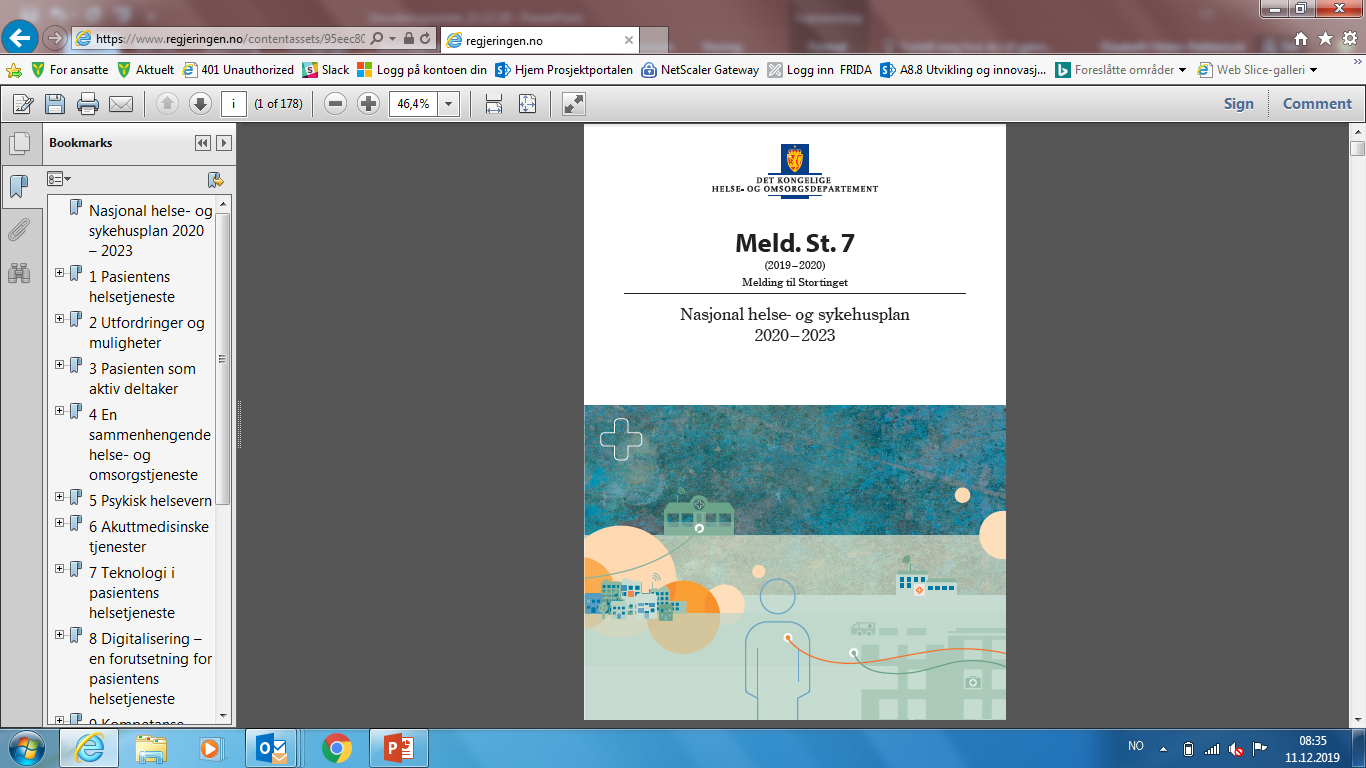 https://www.regjeringen.no/contentassets/95eec80
regjeringen.no
For ansatte
Aktuelt
401 Unauthorized
Slack
Logg på kontoen din
Hjem Prosjektportalen
NetScaler Gateway
Logg inn FRIDA
A8.8 Utvikling og innovasj...
Foreslåtte områder
Web Slice-galleri
i
(1 of 178)
46,4%
Sign
Comment
Bookmarks
Nasjonal helse- og
sykehusplan 2020
– 2023
1 Pasientens
helsetjeneste
2 Utfordringer og
muligheter
3 Pasienten som
aktiv deltaker
4 En
sammenhengende
helse- og
omsorgstjeneste
5 Psykisk helsevern
6 Akuttmedisinske
tjenester
7 Teknologi i
pasientens
helsetjeneste
8 Digitalisering –
en forutsetning for
pasientens
helsetjeneste
9 Kompetanse
DET KONGELIGE
HELSE- OG OMSORGSDEPARTEMENT
Meld. St. 7
(2019–2020)
Melding til Stortinget
Nasjonal helse- og sykehusplan
2020–2023
NO
08:35
11.12.2019